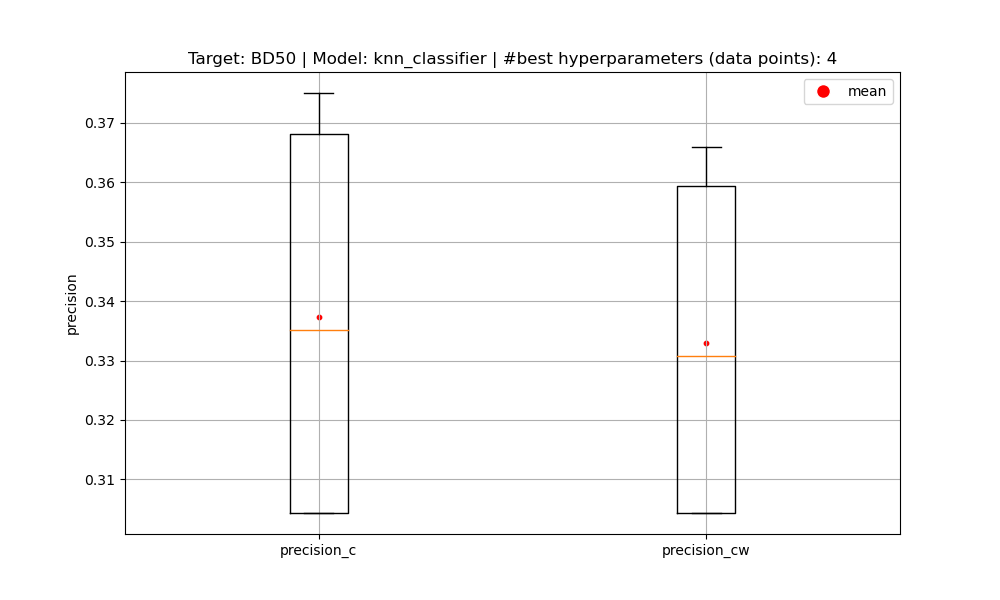 Target: BD50 | Model: knn_classifier | #best hyperparameters (data points): 4
mean
0.37
0.36
0.35
0.34
0.33
0.32
0.31
precision
precision_c
precision_cw